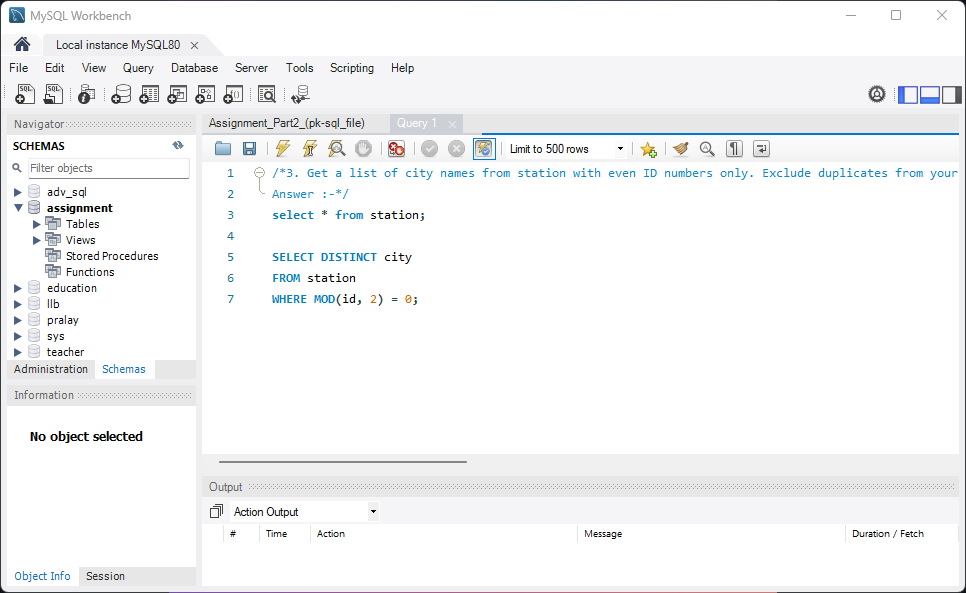 MySQL Workbench
Local instance MySQL80
File Edit View Query Database Server Tools Scripting Help
Navigator
SCHEMAS
Filter objects
adv_sql
assignment
Tables
Views
Stored Procedures
Functions
education
llb
pralay
sys
teacher
Administration Schemas
Information
No object selected
Object Info Session
Assignment_Part2_(pk-sql_file) Query 1
Limit to 500 rows
1 /*3. Get a list of city names from station with even ID numbers only. Exclude duplicates from your
2 Answer :-*/
3 select * from station;
4
5 SELECT DISTINCT city
6 FROM station
7 WHERE MOD(id, 2) = 0;
Output
Action Output
# Time Action Message Duration / Fetch